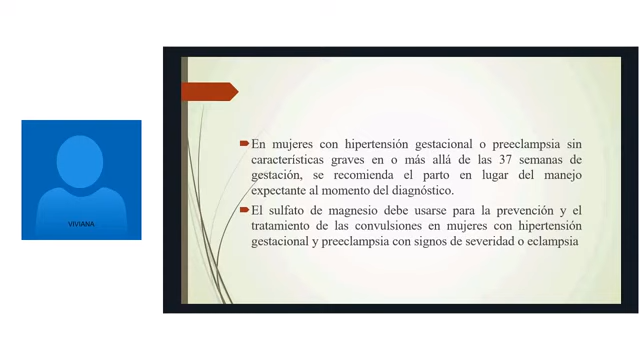 VIVIANA
En mujeres con hipertensión gestacional o preeclampsia sin
características graves en o más allá de las 37 semanas de
gestación, se recomienda el parto en lugar del manejo
expectante al momento del diagnóstico.
El sulfato de magnesio debe usarse para la prevención y el
tratamiento de las convulsiones en mujeres con hipertensión
gestacional y preeclampsia con signos de severidad o eclampsia